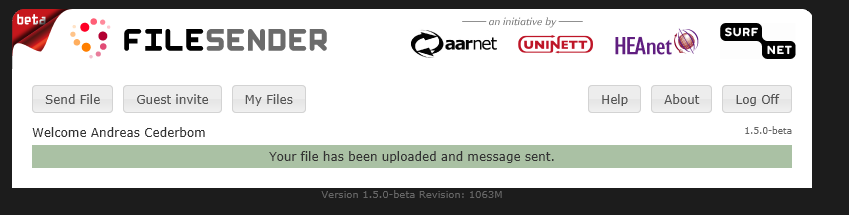 beta
FILESENDER
an initiative by
aarnet
UNINETT
HEAnet
SURF
NET
Send File Guest invite My Files Help About Log Off
Welcome Andreas Cederbom 1.5.0-beta
Your file has been uploaded and message sent.
Version 1.5.0-beta Revision: 1063M